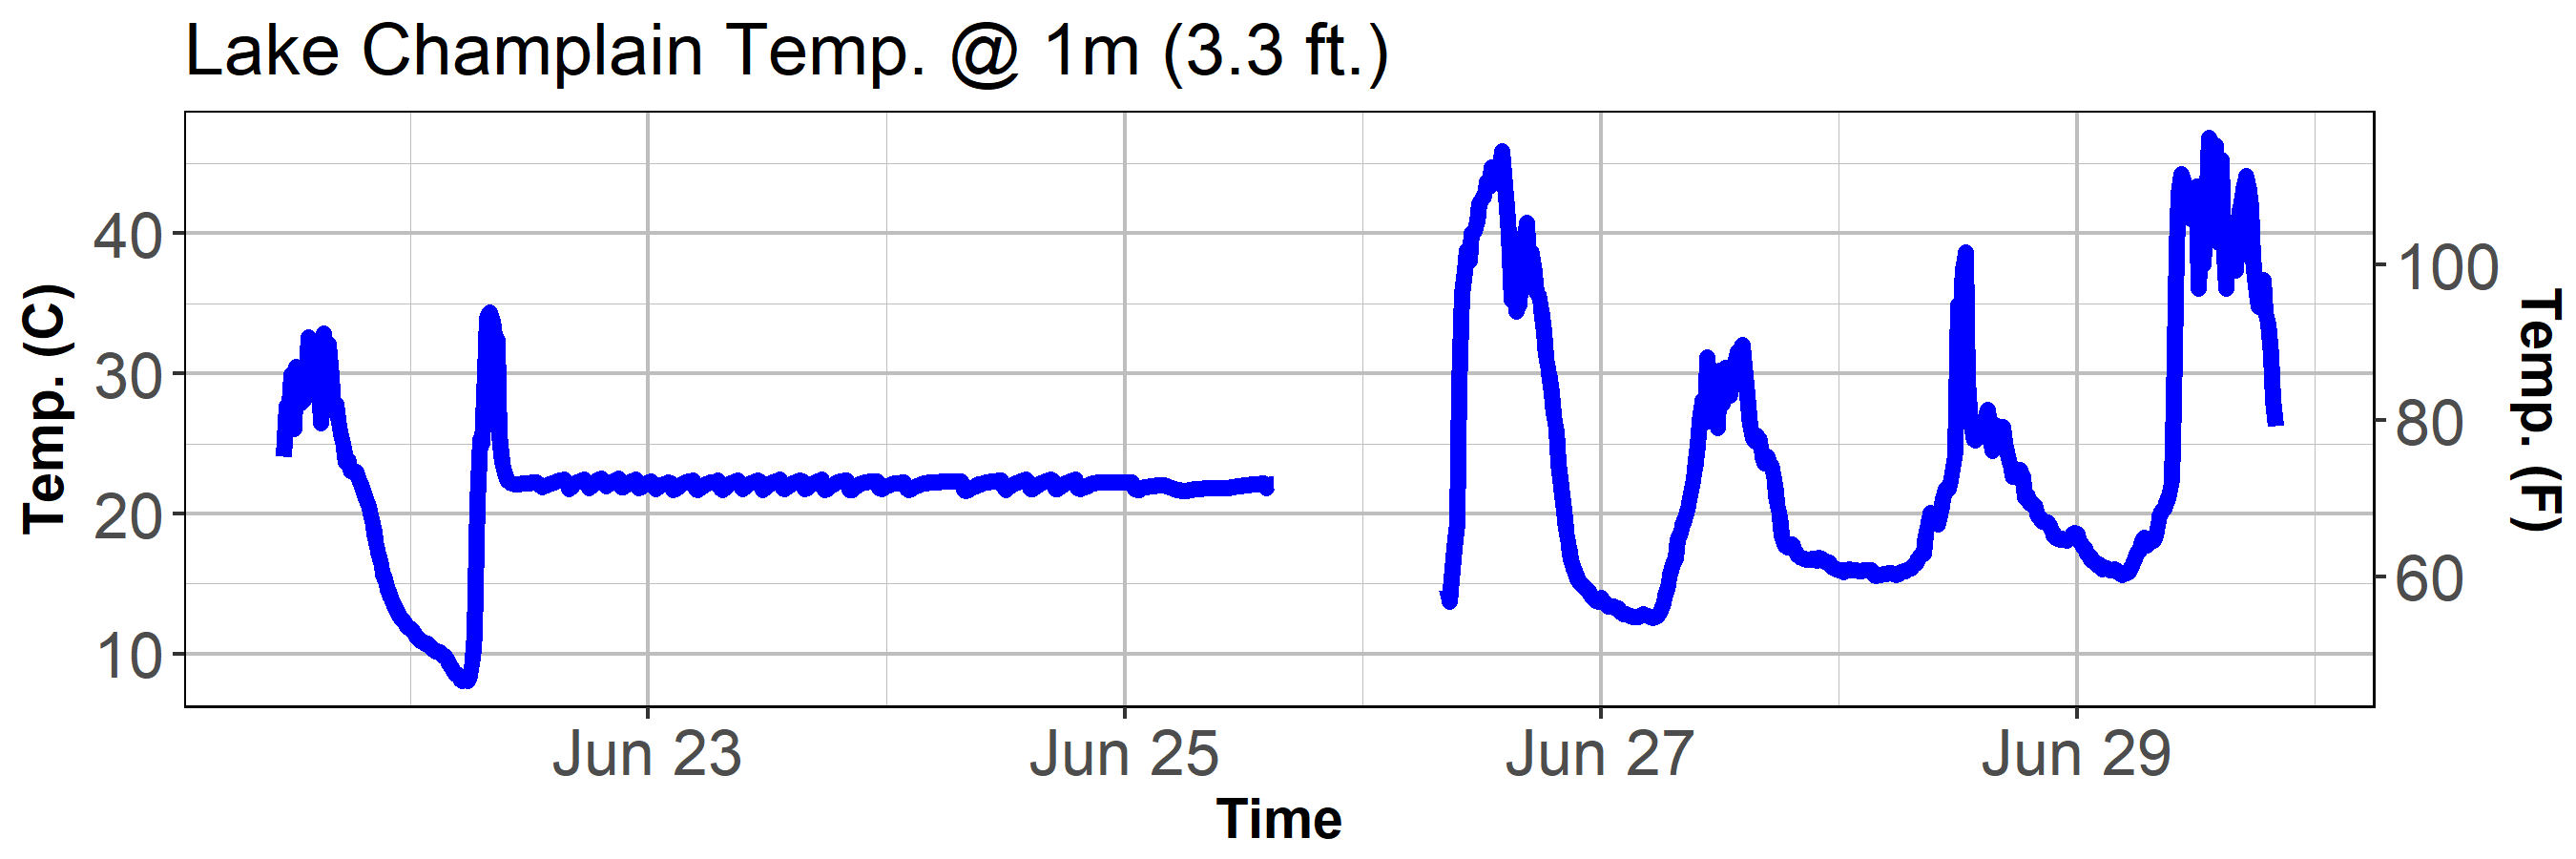 Lake Champlain Temp. @ 1m (3.3 ft.)
Temp. (C)
40
30
20
10
100
80
60
Temp. (F)
Jun 23 Jun 25 Jun 27 Jun 29
Time